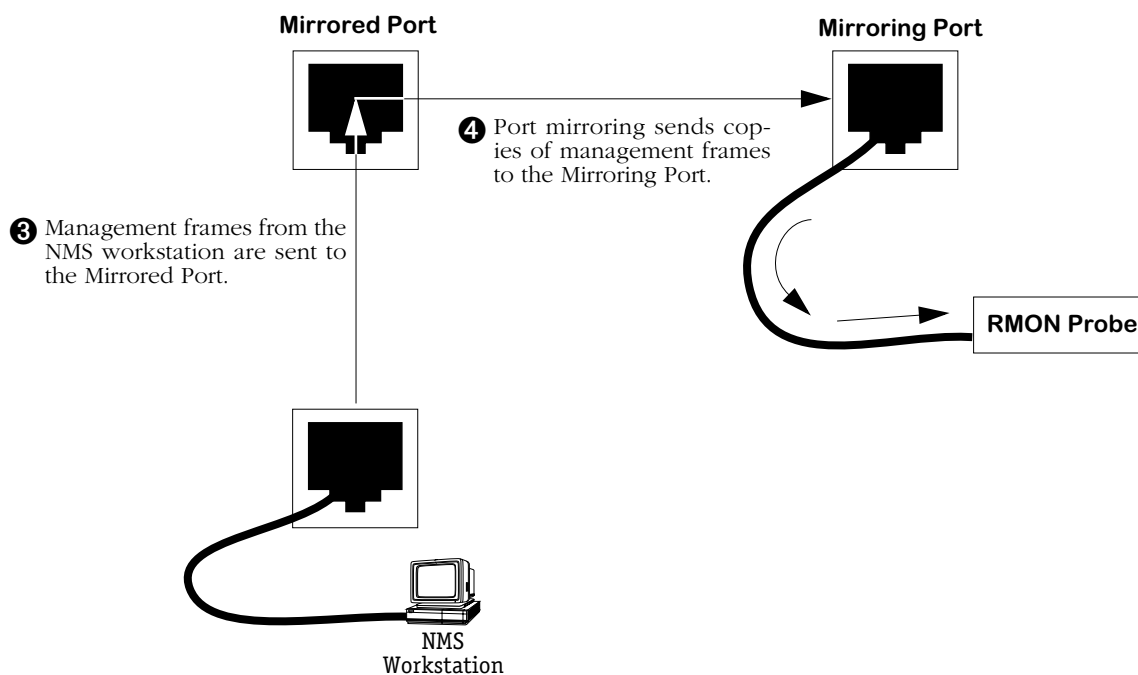 Mirrored Port
Mirroring Port
❹ Port mirroring sends cop-
ies of management frames
to the Mirroring Port.
❸ Management frames from the
NMS workstation are sent to
the Mirrored Port.
RMON Probe
NMS
Workstation